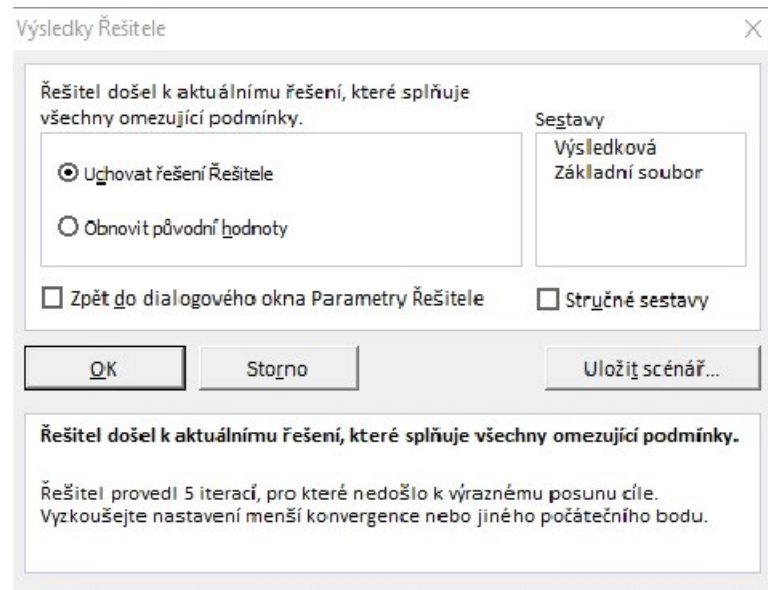 Výsledky Řešitele
Řešitel došel k aktuálnímu řešení, které splňuje
všechny omezující podmínky.
Sestavy
Výsledková
Základní soubor
Uchovat řešení Řešitele
Obnovit původní hodnoty
Zpět do dialogového okna Parametry Řešitele
Stručné sestavy
OK
Storno
Uložit scénář...
Řešitel došel k aktuálnímu řešení, které splňuje všechny omezující podmínky.
Řešitel provedl 5 iterací, pro které nedošlo k výraznému posunu cíle.
Vyzkoušejte nastavení menší konvergence nebo jiného počátečního bodu.